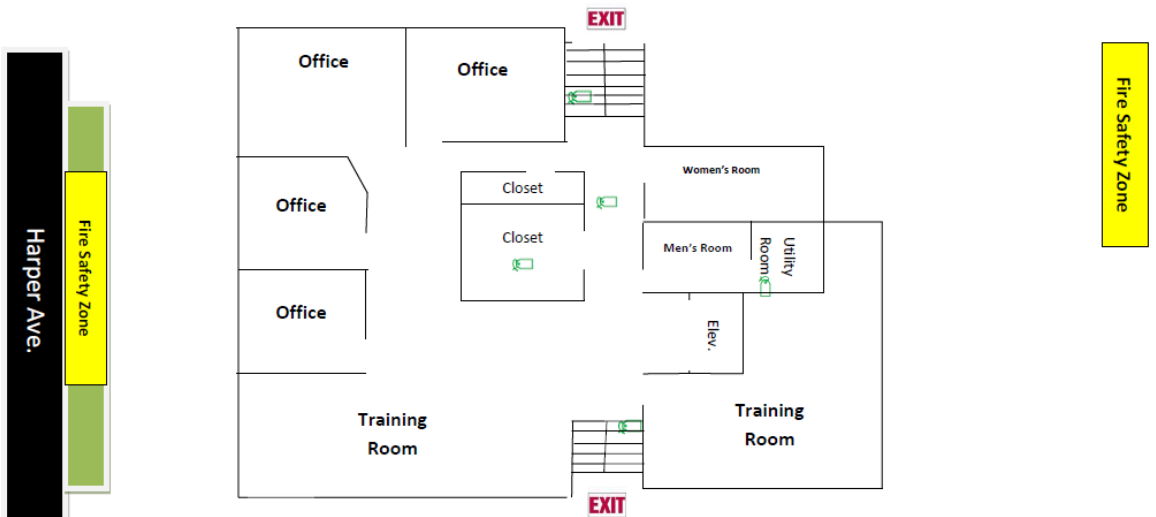 EXIT
Office
Office
Fire Safety Zone
Women's Room
Closet
Office
Closet
Men's Room
Utility
Room
Fire Safety Zone
Harper Ave.
Office
Elev.
Training
Room
Training
Room
EXIT